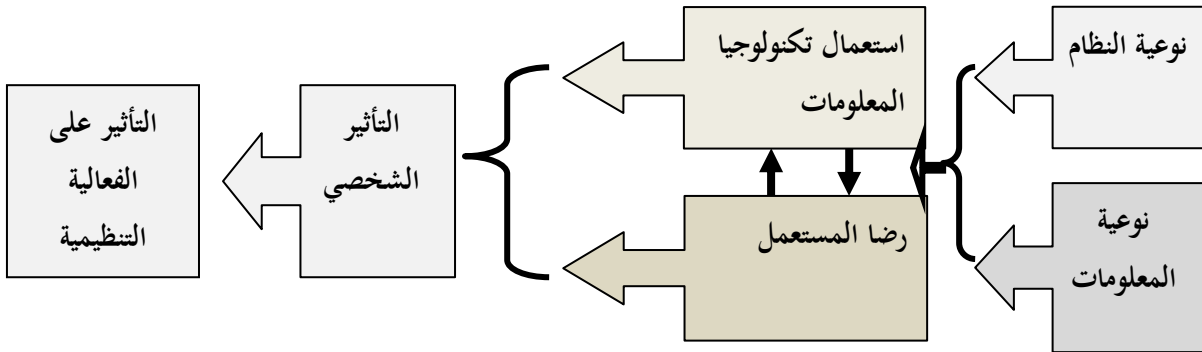 نوعية النظام
نوعية
المعلومات
استعمال تكنولوجيا
المعلومات
رضا المستعمل
التأثير
الشخصي
التأثير على
الفعالية
التنظيمية